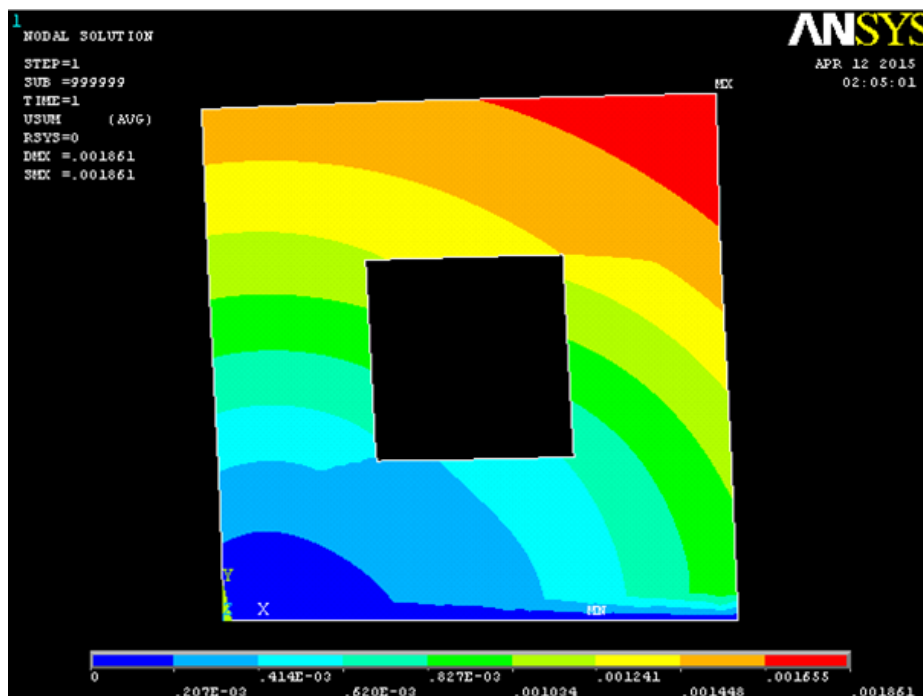 1
NODAL SOLUTION
STEP=1
SUB =999999
TIME=1
USUM (AVG)
RSYS=0
DMX =.001861
SMX =.001861
ANSYS
APR 12 2015
02:05:01
MX
Y
X
MN
0
.207E-03
.414E-03
.620E-03
.827E-03
.001034
.001241
.001448
.001655
.001861